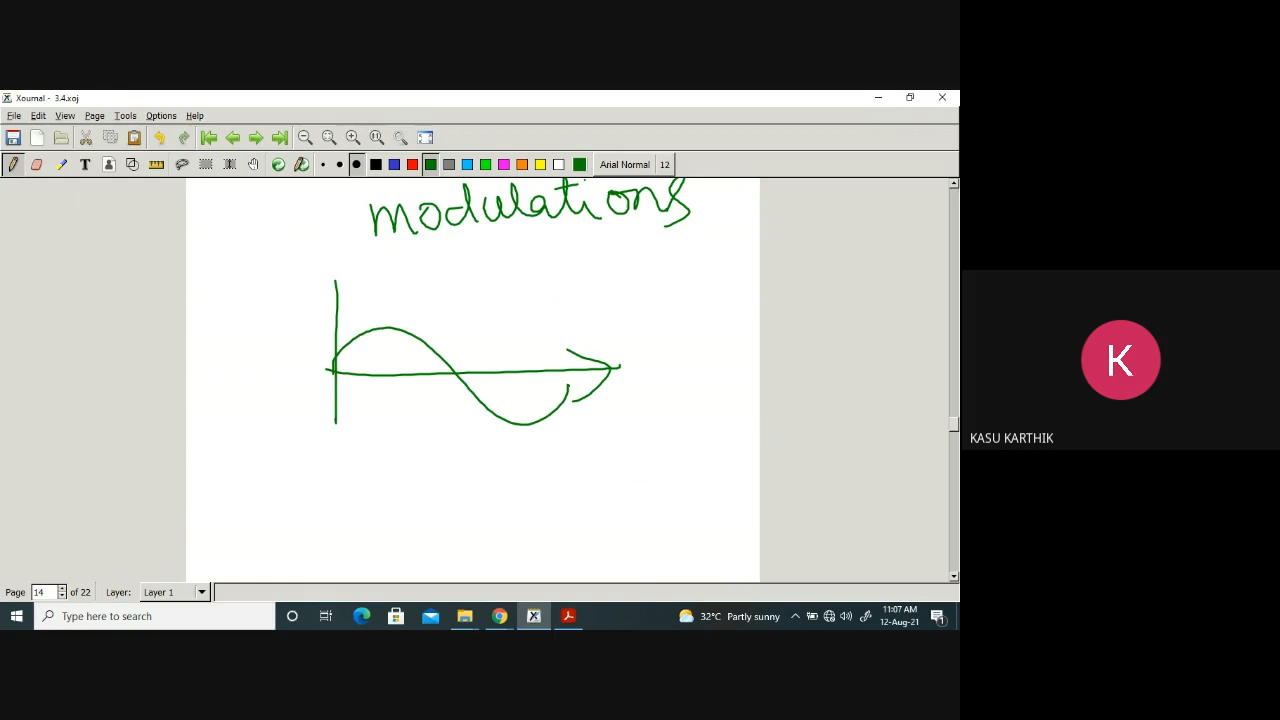 Xournal - 3.4.xoj
File Edit View Page Tools Options Help
Arial Normal 12
modulations
K
KASU KARTHIK
Page 14 of 22 Layer: Layer 1
Type here to search
32°C Partly sunny
11:07 AM
12-Aug-21
1